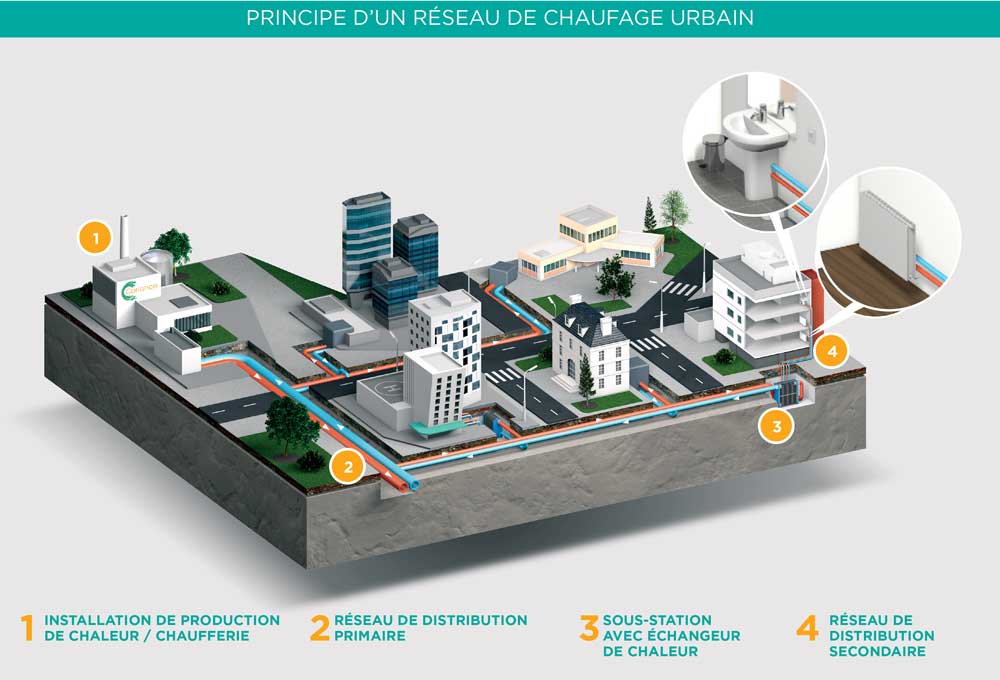 PRINCIPE D'UN RÉSEAU DE CHAUFAGE URBAIN
1
Coriance
H
2
3
4
1 INSTALLATION DE PRODUCTION
DE CHALEUR / CHAUFFERIE
2 RÉSEAU DE DISTRIBUTION
PRIMAIRE
3 SOUS-STATION
AVEC ÉCHANGEUR
DE CHALEUR
4 RÉSEAU DE
DISTRIBUTION
SECONDAIRE